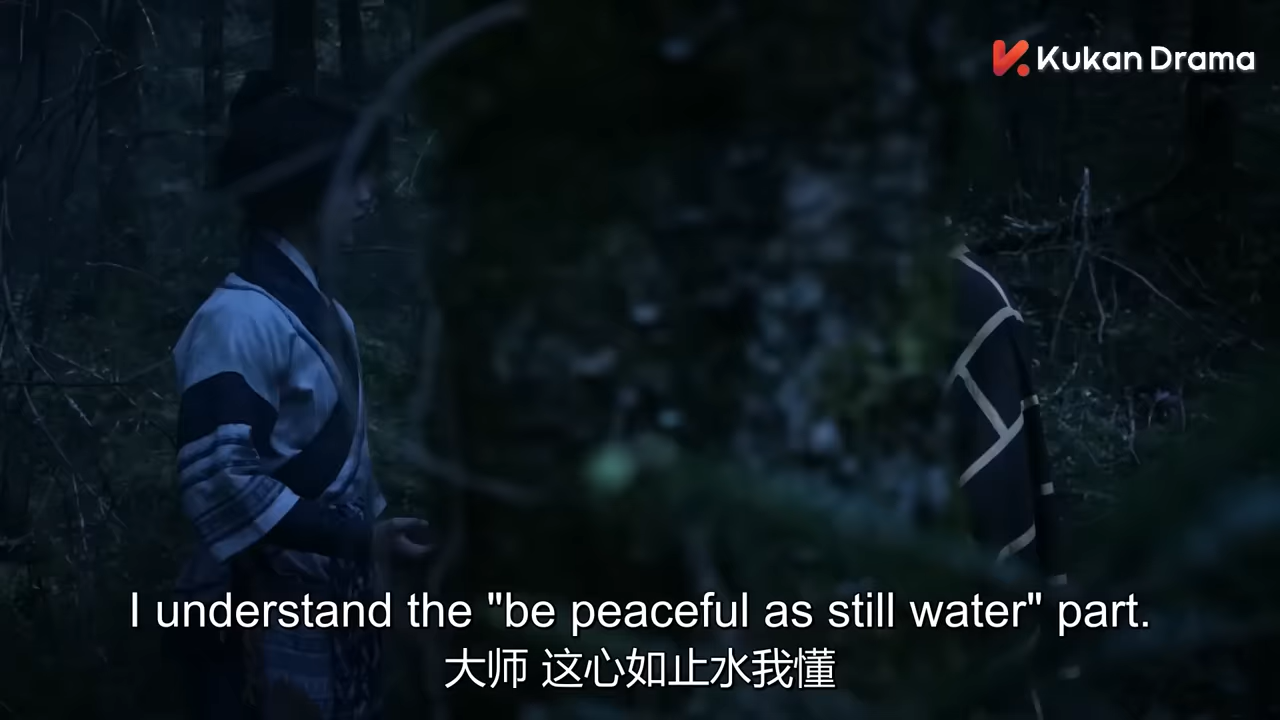 Kukan Drama
I understand the "be peaceful as still water" part.
大师 这心如止水我懂